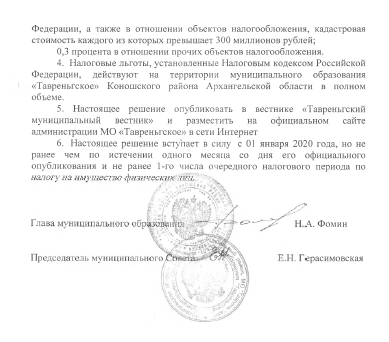 Федерации, а также в отношении объектов налогообложения, кадастровая
стоимость каждого из которых превышает 300 миллионов рублей;
0,3 процента в отношении прочих объектов налогообложения.
4. Налоговые льготы, установленные Налоговым кодексом Российской
Федерации, действуют на территории муниципального образования
«Тавреньгское» Коношского района Архангельской области в полном
объеме.
5. Настоящее решение опубликовать в вестнике «Тавреньгский
муниципальный вестник» и разместить на официальном сайте
администрации МО «Тавреньгское» в сети Интернет
6. Настоящее решение вступает в силу с 01 января 2020 года, но не
ранее чем по истечении одного месяца со дня его официального
опубликования и не ранее 1-го числа очередного налогового периода по
налогу на имущество физических лиц.
Глава муниципального образования Н.А. Фомин
Председатель муниципального Совета Е.Н. Герасимовская